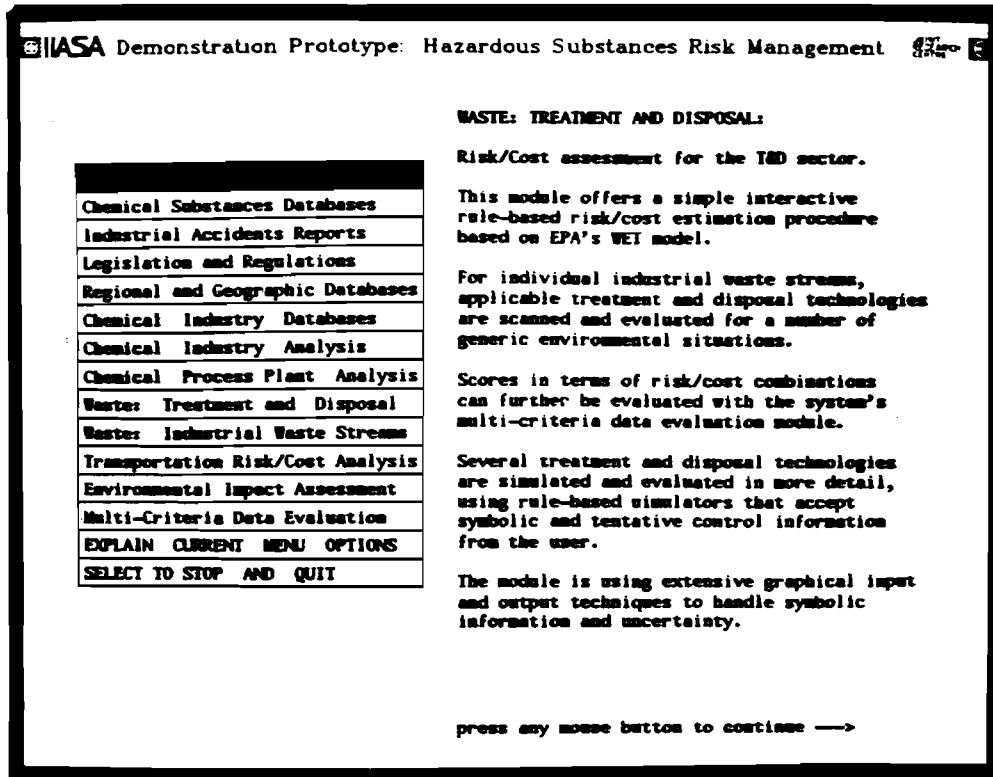 IIASA Demonstration Prototype: Hazardous Substances Risk Management
Chemical Substances Databases
Industrial Accidents Reports
Legislation and Regulations
Regional and Geographic Databases
Chemical Industry Databases
Chemical Industry Analysis
Chemical Process Plant Analysis
Waste: Treatment and Disposal
Waste: Industrial Waste Streams
Transportation Risk/Cost Analysis
Environmental Impact Assessment
Multi-Criteria Data Evaluation
EXPLAIN CURRENT MENU OPTIONS
SELECT TO STOP AND QUIT
WASTE: TREATMENT AND DISPOSAL:
Risk/Cost assessment for the T&D sector.
This module offers a simple interactive
rule-based risk/cost estimation procedure
based on EPA's WET model.
For individual industrial waste streams,
applicable treatment and disposal technologies
are scanned and evaluated for a number of
generic environmental situations.
Scores in terms of risk/cost combinations
can further be evaluated with the system's
multi-criteria data evaluation module.
Several treatment and disposal technologies
are simulated and evaluated in more detail,
using rule-based simulators that accept
symbolic and tentative control information
from the user.
The module is using extensive graphical input
and output techniques to handle symbolic
information and uncertainty.
press any mouse button to continue --->